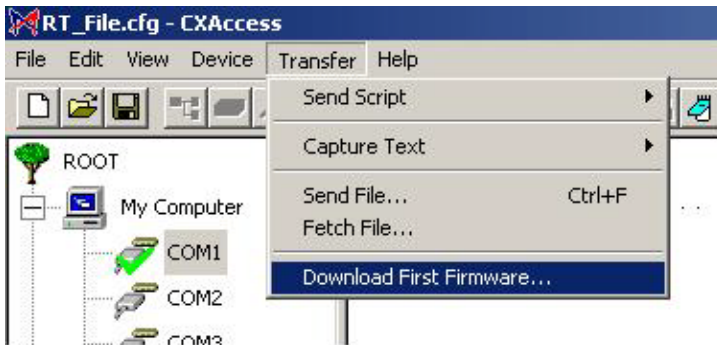 RT_File.cfg - CXAccess
File Edit View Device Transfer Help
Send Script
Capture Text
Send File... Ctrl+F
Fetch File...
Download First Firmware...
ROOT
My Computer
COM1
COM2
COM3